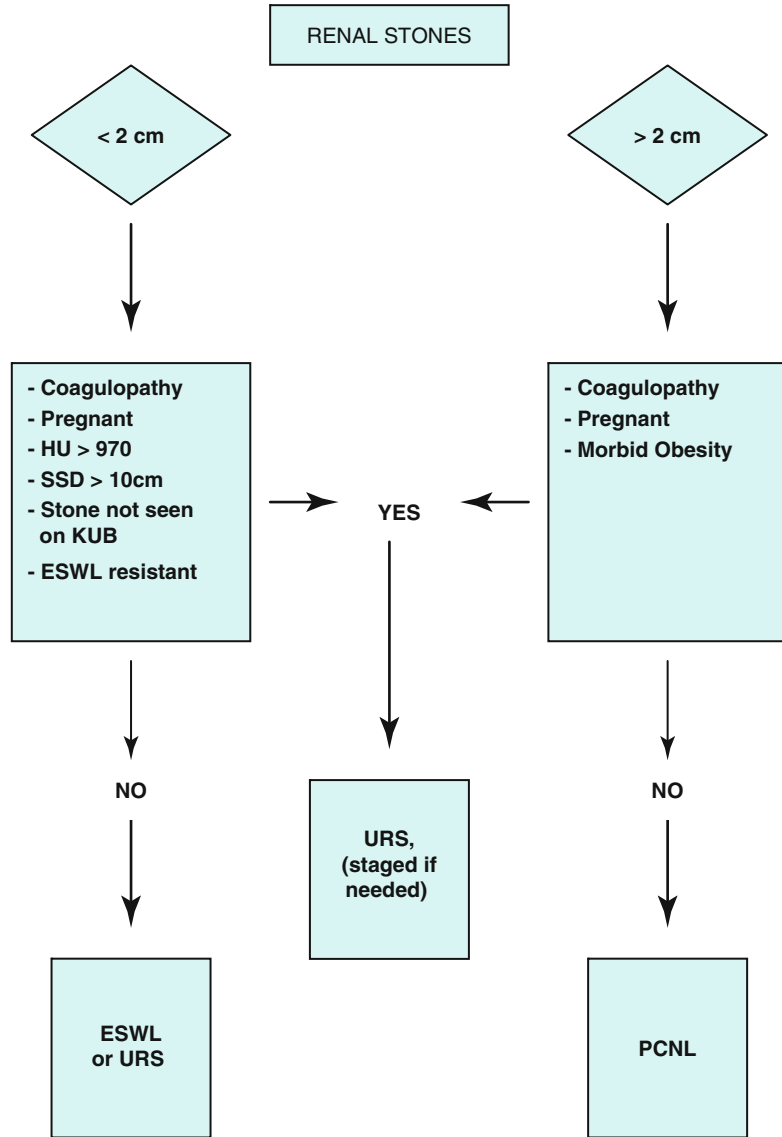 RENAL STONES
< 2 cm
> 2 cm
- Coagulopathy
- Pregnant
- HU > 970
- SSD > 10cm
- Stone not seen
on KUB
- ESWL resistant
YES
- Coagulopathy
- Pregnant
- Morbid Obesity
NO
URS,
(staged if
needed)
NO
ESWL
or URS
PCNL